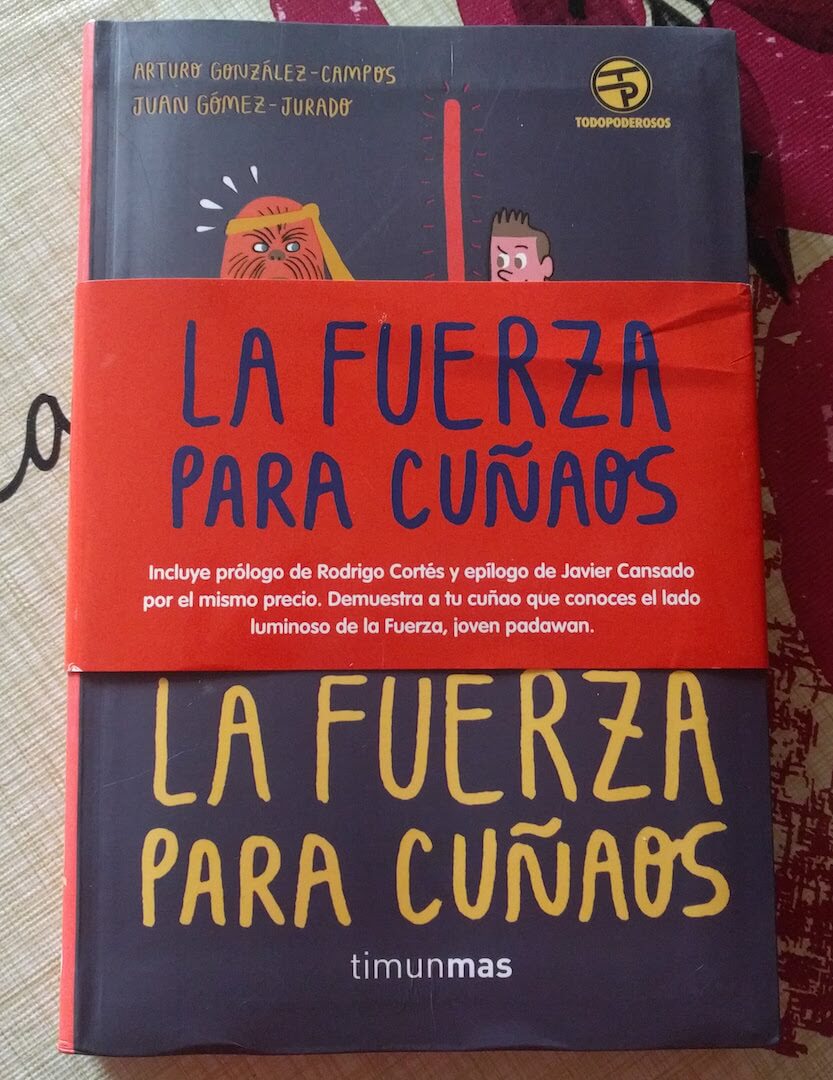 ARTURO GONZÁLEZ-CAMPOS
JUAN GÓMEZ-JURADO
TP
TODOPODEROSOS
LA FUERZA
PARA CUÑAOS
Incluye prólogo de Rodrigo Cortés y epílogo de Javier Cansado
por el mismo precio. Demuestra a tu cuñao que conoces el lado
luminoso de la Fuerza, joven padawan.
LA FUERZA
PARA CUÑAOS
timunmas
a